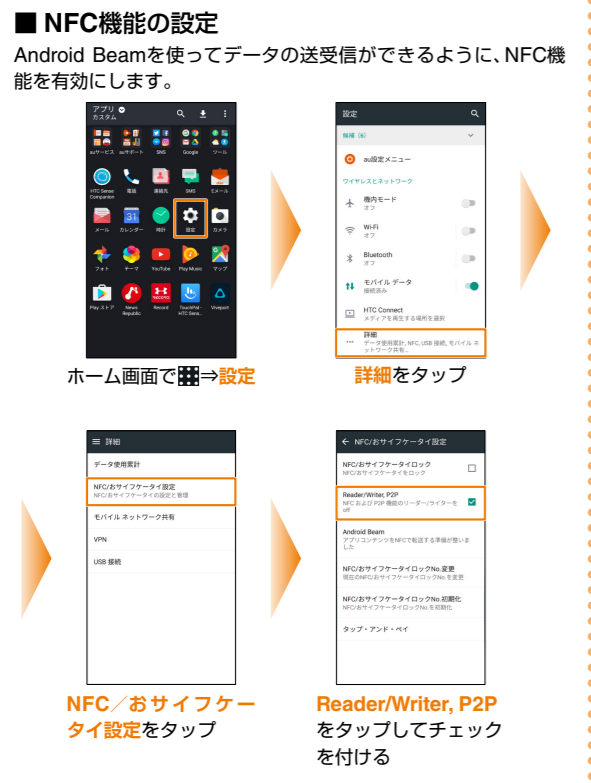 ■ NFC機能の設定
Android Beamを使ってデータの送受信ができるように、NFC機
能を有効にします。
アプリ
カスタム
auサービス auサポート SNS Google ツール
HTC Sense Companion 電話 連絡先 SMS Eメール
メール カレンダー 時計 設定 カメラ
31
フォト テーマ YouTube Play Music マップ
RECORD
Play ストア News Republic Record TouchPal - HTC Sens.. Viveport
ホーム画面で⇒設定
設定
候補 (6)
au設定メニュー
ワイヤレスとネットワーク
機内モード
オフ
Wi-Fi
オフ
Bluetooth
オフ
モバイル データ
接続済み
HTC Connect
メディアを再生する場所を選択
詳細
データ使用累計, NFC, USB 接続, モバイル ネ
ットワーク共有...
詳細をタップ
詳細
データ使用累計
NFC/おサイフケータイ設定
NFC/おサイフケータイの設定と管理
モバイル ネットワーク共有
VPN
USB 接続
NFC／おサイフケー
タイ設定をタップ
NFC/おサイフケータイ設定
NFC/おサイフケータイロック
NFC/おサイフケータイをロック
Reader/Writer, P2P
NFC および P2P 機能のリーダー/ライターを
off
Android Beam
アプリコンテンツをNFCで転送する準備が整いま
した
NFC/おサイフケータイロックNo.変更
現在のNFC/おサイフケータイロックNo.を変更
NFC/おサイフケータイロックNo.初期化
NFC/おサイフケータイロックNo.を初期化
タップ・アンド・ペイ
Reader/Writer, P2P
をタップしてチェック
を付ける